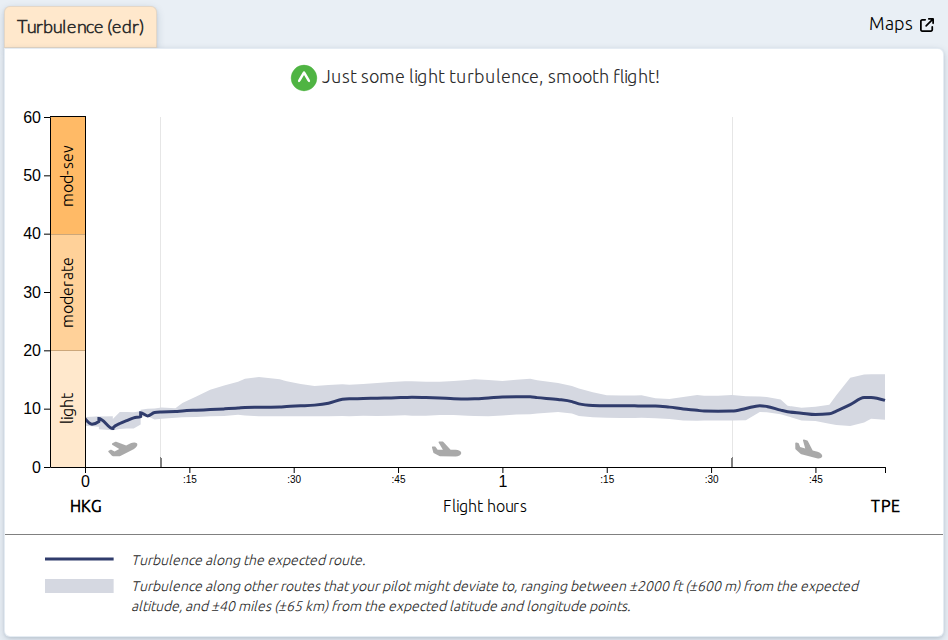 Turbulence (edr)
Maps
Just some light turbulence, smooth flight!
60
50
40
30
20
10
0
mod-sev
moderate
light
0
:15
:30
:45
1
:15
:30
:45
HKG
Flight hours
TPE
Turbulence along the expected route.
Turbulence along other routes that your pilot might deviate to, ranging between ±2000 ft (±600 m) from the expected
altitude, and ±40 miles (±65 km) from the expected latitude and longitude points.